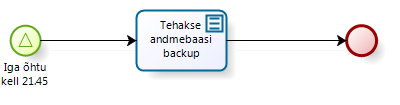 Tehakse
andmebaasi
backup
Iga õhtu
kell 21.45